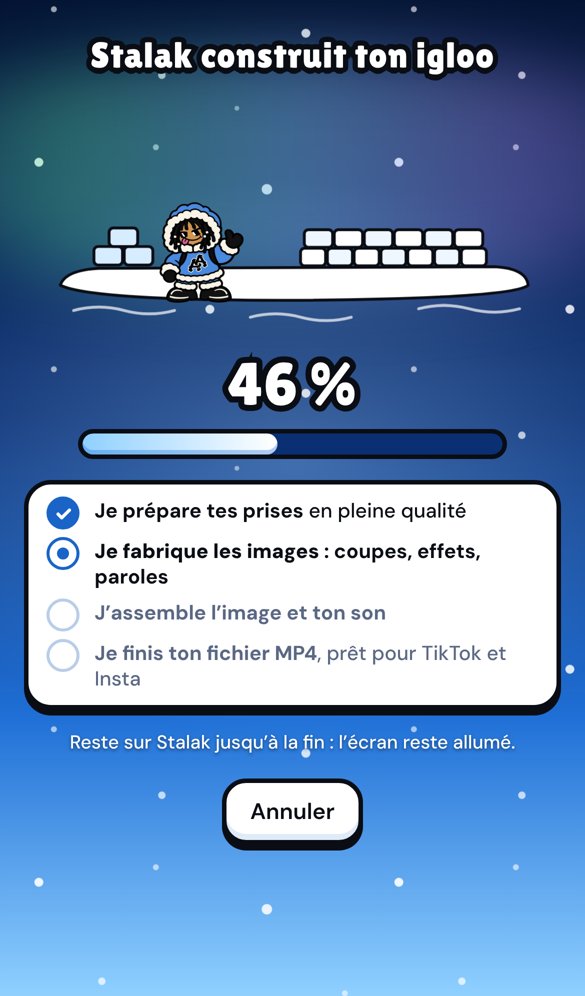 Stalak construit ton igloo
46 %
Je prépare tes prises en pleine qualité
Je fabrique les images : coupes, effets,
paroles
J’assemble l’image et ton son
Je finis ton fichier MP4, prêt pour TikTok et
Insta
Reste sur Stalak jusqu’à la fin : l’écran reste allumé.
Annuler